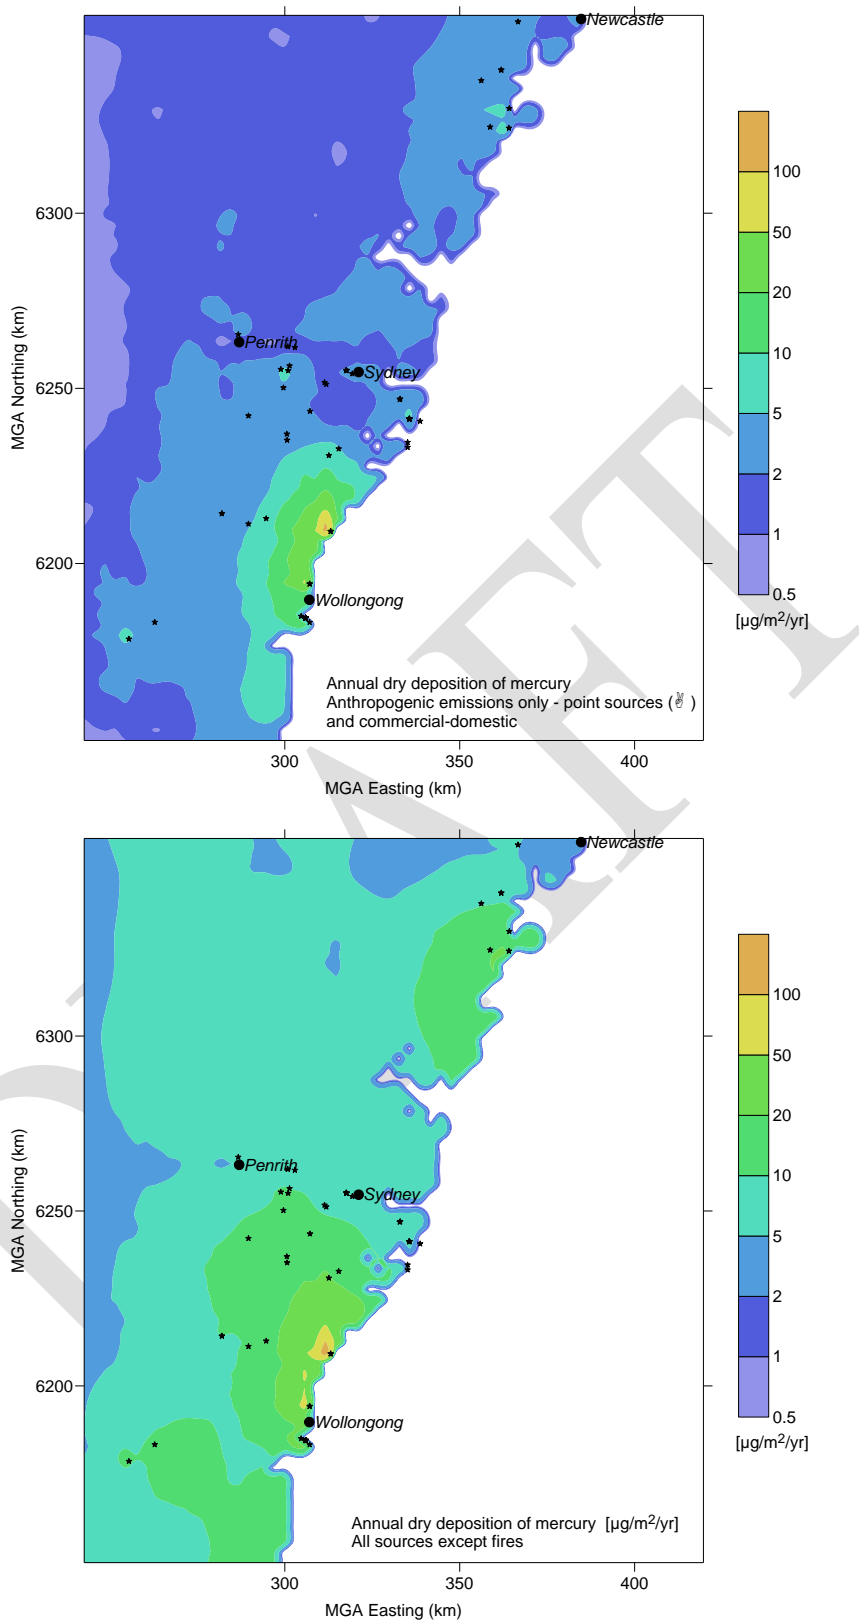 Newcastle
100
50
6300
20
Penrith
10
Sydney
6250
5
MGA Northing (km)
2
1
6200
0.5
Wollongong
[µg/m²/yr]
Annual dry deposition of mercury
Anthropogenic emissions only - point sources (✌ )
and commercial-domestic
300
350
400
MGA Easting (km)
Newcastle
100
50
6300
20
Penrith
10
Sydney
6250
5
MGA Northing (km)
2
1
6200
0.5
Wollongong
[µg/m²/yr]
Annual dry deposition of mercury [µg/m²/yr]
All sources except fires
300
350
400
MGA Easting (km)
DRAFT